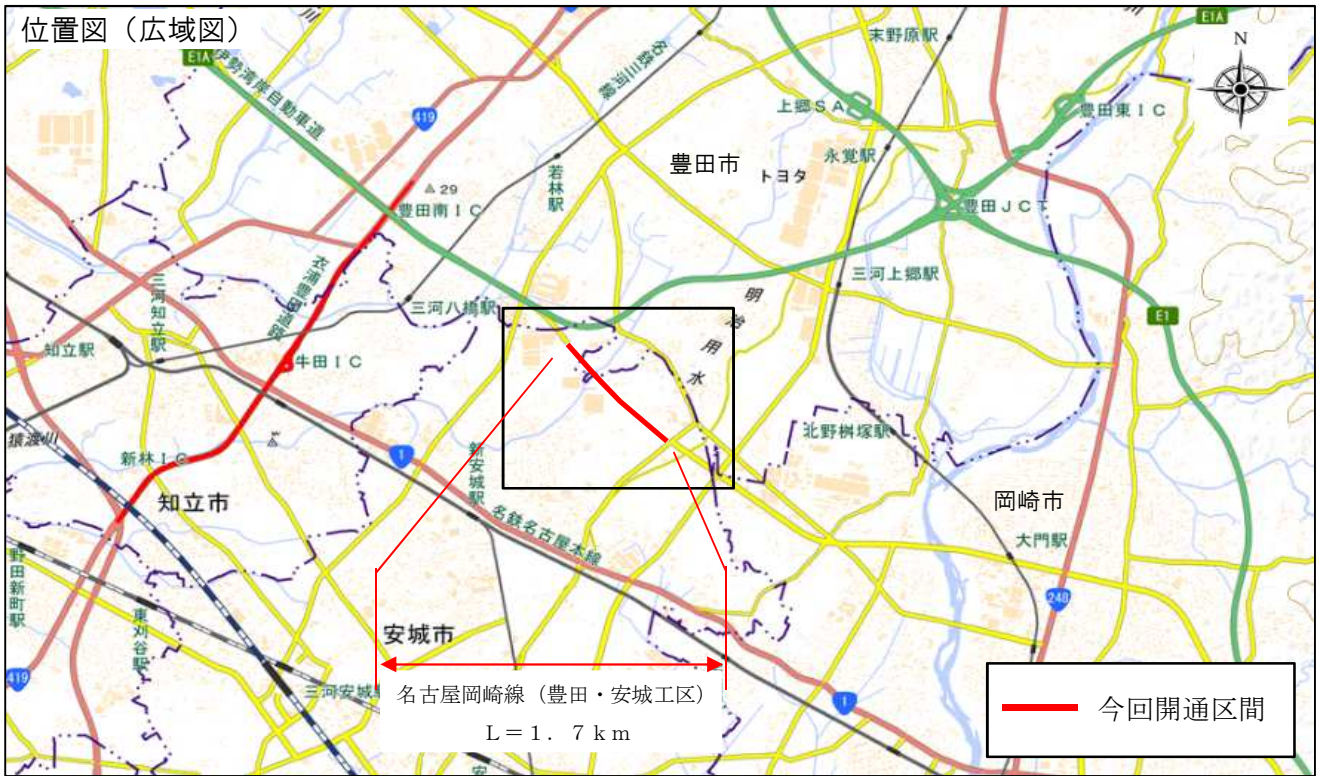 位置図（広域図）
川
E1A
E1A
伊勢湾岸自動車道
名鉄三河線
末野原駅
N
419
上郷ＳＡ
豊田東ＩＣ
豊田市
永覚駅
トヨタ
若林駅
29
豊田南ＩＣ
豊田ＪＣＴ
衣浦豊田道路
三河知立駅
三河八橋駅
三河上郷駅
明治用水
E1
知立駅
牛田ＩＣ
猿渡川
新林ＩＣ
1
新安城駅
北野桝塚駅
知立市
名鉄名古屋本線
岡崎市
大門駅
野田新町駅
東刈谷駅
248
安城市
419
三河安城
名古屋岡崎線（豊田・安城工区）
Ｌ＝１．７ｋｍ
1
今回開通区間
安